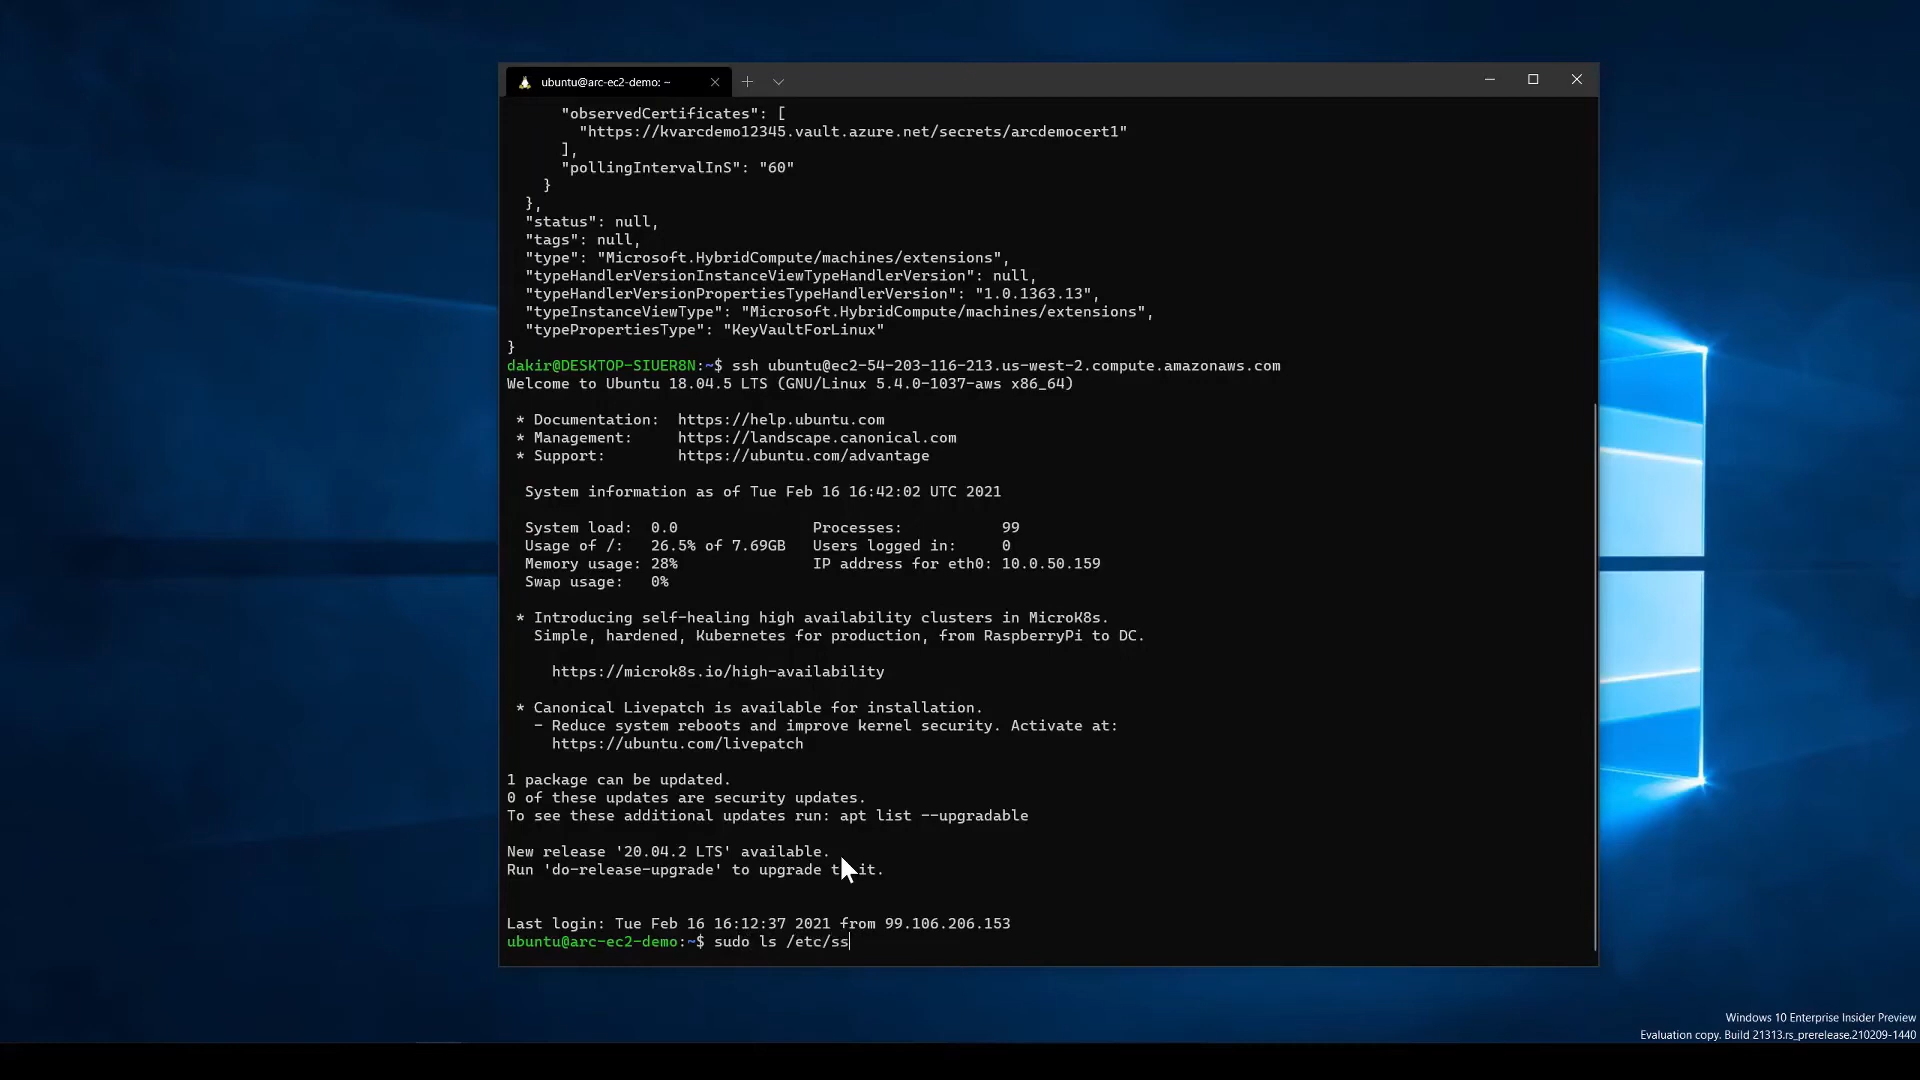 ubuntu@arc-ec2-demo: ~
"observedCertificates": [
"https://kvarcdemo12345.vault.azure.net/secrets/arcdemocert1"
],
"pollingIntervalInS": "60"
}
},
"status": null,
"tags": null,
"type": "Microsoft.HybridCompute/machines/extensions",
"typeHandlerVersionInstanceViewTypeHandlerVersion": null,
"typeHandlerVersionPropertiesTypeHandlerVersion": "1.0.1363.13",
"typeInstanceViewType": "Microsoft.HybridCompute/machines/extensions",
"typePropertiesType": "KeyVaultForLinux"
}
dakir@DESKTOP-SIUER8N:~$ ssh ubuntu@ec2-54-203-116-213.us-west-2.compute.amazonaws.com
Welcome to Ubuntu 18.04.5 LTS (GNU/Linux 5.4.0-1037-aws x86_64)
* Documentation: https://help.ubuntu.com
* Management: https://landscape.canonical.com
* Support: https://ubuntu.com/advantage
System information as of Tue Feb 16 16:42:02 UTC 2021
System load: 0.0 Processes: 99
Usage of /: 26.5% of 7.69GB Users logged in: 0
Memory usage: 28% IP address for eth0: 10.0.50.159
Swap usage: 0%
* Introducing self-healing high availability clusters in MicroK8s.
Simple, hardened, Kubernetes for production, from RaspberryPi to DC.
https://microk8s.io/high-availability
* Canonical Livepatch is available for installation.
- Reduce system reboots and improve kernel security. Activate at:
https://ubuntu.com/livepatch
1 package can be updated.
0 of these updates are security updates.
To see these additional updates run: apt list --upgradable
New release '20.04.2 LTS' available.
Run 'do-release-upgrade' to upgrade to it.
Last login: Tue Feb 16 16:12:37 2021 from 99.106.206.153
ubuntu@arc-ec2-demo:~$ sudo ls /etc/ss
Windows 10 Enterprise Insider Preview
Evaluation copy. Build 21313.rs_prerelease.210209-1440